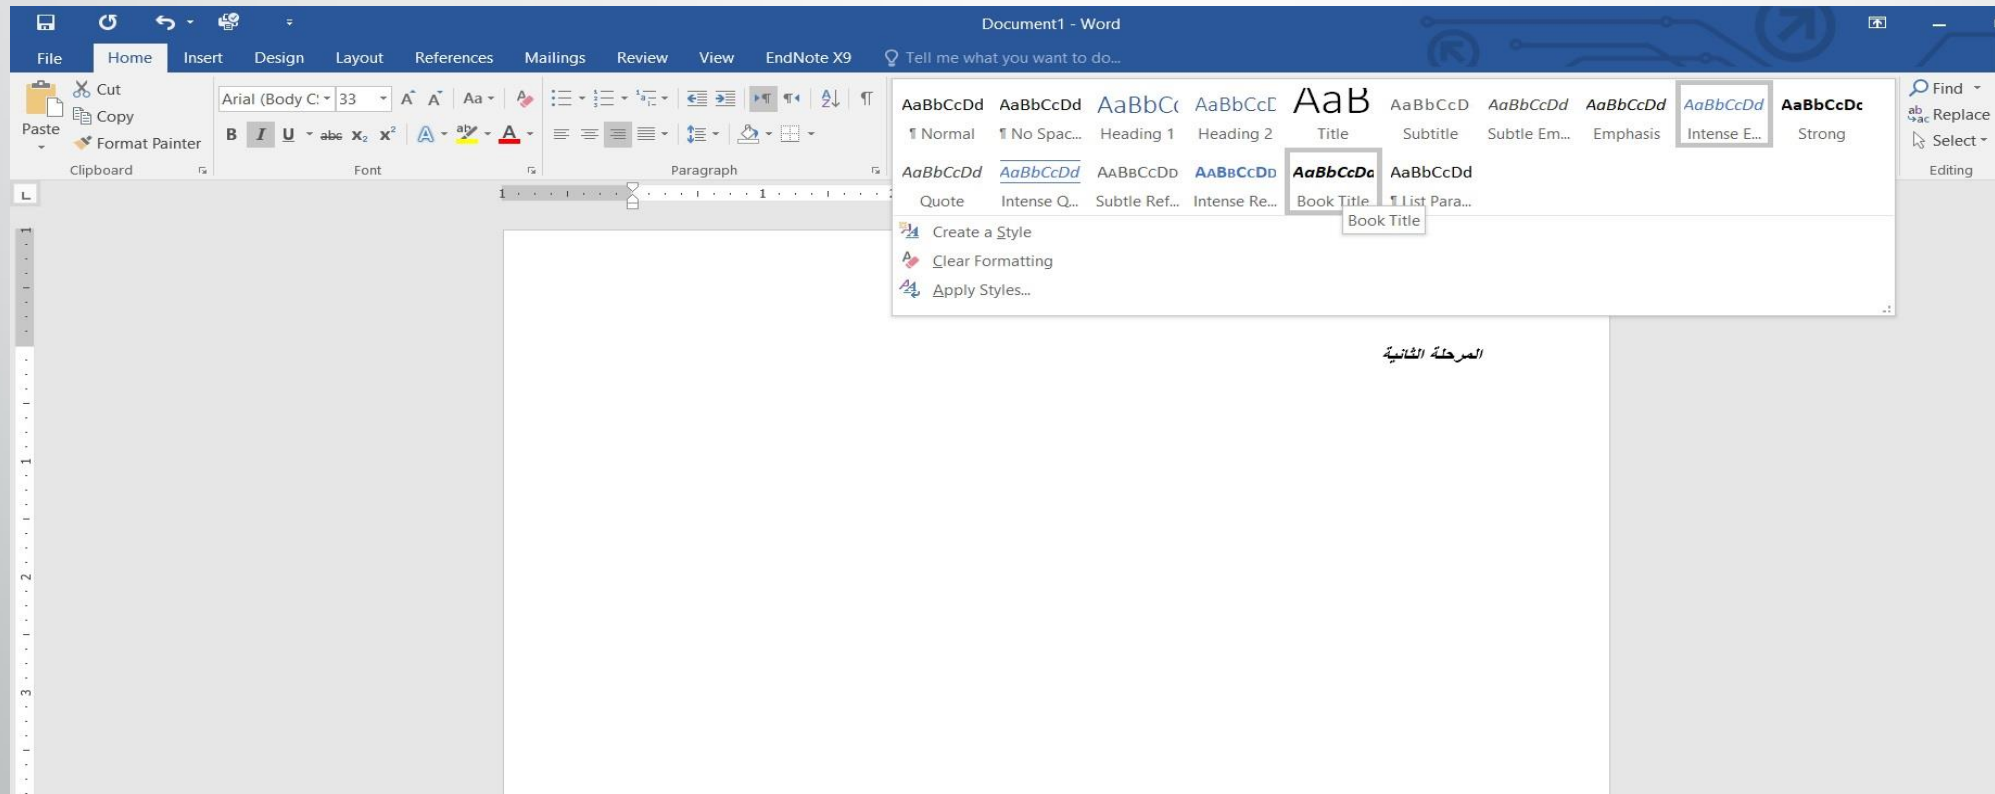 Document1 - Word
File Home Insert Design Layout References Mailings Review View EndNote X9 Tell me what you want to do...
Cut
Copy
Format Painter
Paste
Clipboard
Arial (Body C: 33
Font
Paragraph
AaBbCcDd AaBbCcDd AaBbC AaBbCcD AaB AaBbCcD AaBbCcDd AaBbCcDd AaBbCcDd AaBbCcDc
¶ Normal ¶ No Spac... Heading 1 Heading 2 Title Subtitle Subtle Em... Emphasis Intense E... Strong
AaBbCcDd AaBbCcDd AaBbCcDd AaBbCcDd AaBbCcDd AaBbCcDd
Quote Intense Q... Subtle Ref... Intense Re... Book Title ¶ List Para...
Book Title
Create a Style
Clear Formatting
Apply Styles...
Find
Replace
Select
Editing
المرحلة الثانية